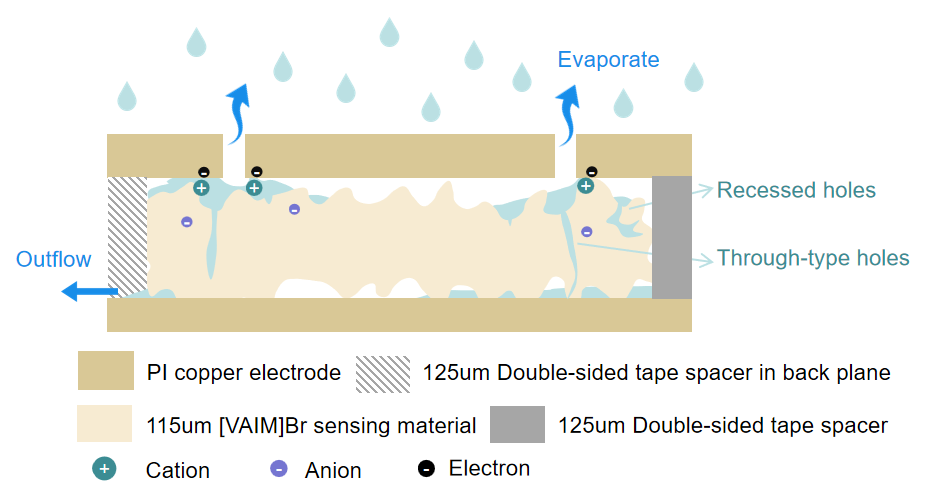 Evaporate
Recessed holes
Through-type holes
Outflow
PI copper electrode
125um Double-sided tape spacer in back plane
115um [VAIM]Br sensing material
125um Double-sided tape spacer
Cation
Anion
Electron